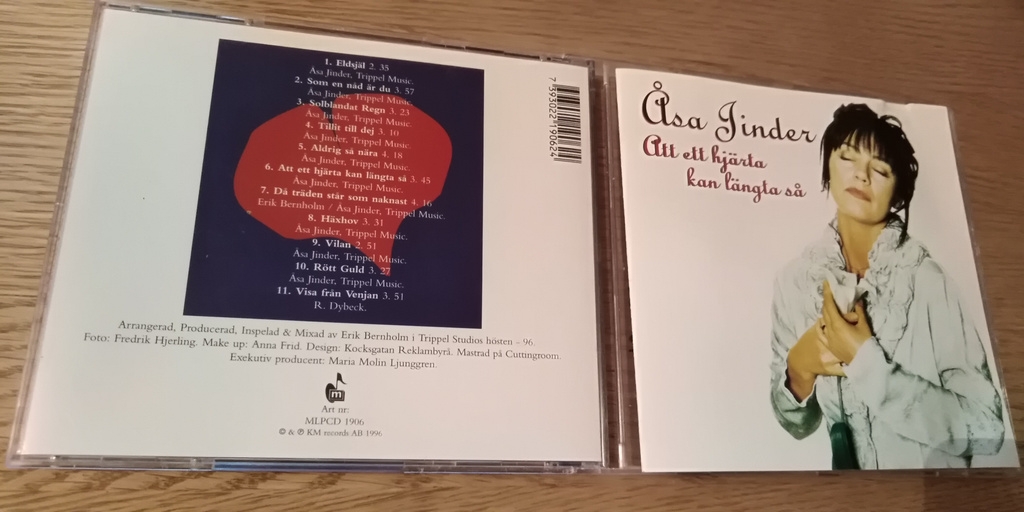 1. Eldsjäl 2. 35
Åsa Jinder, Trippel Music.
2. Som en nåd är du 3. 57
Åsa Jinder, Trippel Music.
3. Solblandat Regn 3. 23
Åsa Jinder, Trippel Music.
4. Tillit till dej 3. 10
Åsa Jinder, Trippel Music.
5. Aldrig så nära 4. 18
Åsa Jinder, Trippel Music.
6. Att ett hjärta kan längta så 3. 45
Åsa Jinder, Trippel Music.
7. Då träden står som naknast 4. 16
Erik Bernholm / Åsa Jinder, Trippel Music.
8. Häxhov 3. 31
Åsa Jinder, Trippel Music.
9. Vilan 2. 51
Åsa Jinder, Trippel Music.
10. Rött Guld 3. 27
Åsa Jinder, Trippel Music.
11. Visa från Venjan 3. 51
R. Dybeck.
Arrangerad, Producerad, Inspelad & Mixad av Erik Bernholm i Trippel Studios hösten - 96.
Foto: Fredrik Hjerling. Make up: Anna Frid. Design: Kocksgatan Reklambyrå. Mastrad på Cuttingroom.
Exekutiv producent: Maria Molin Ljunggren.
m
Art nr:
MLPCD 1906
© & ℗ KM records AB 1996
7 393022 190624
Åsa Jinder
Att ett hjärta
kan längta så